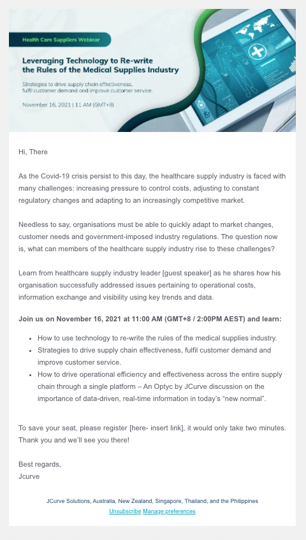 Health Care Suppliers Webinar
Leveraging Technology to Re-write
the Rules of the Medical Supplies Industry
Strategies to drive supply chain effectiveness,
fulfil customer demand and improve customer service.
November 16, 2021 | 11 AM (GMT+8)
Hi, There
As the Covid-19 crisis persist to this day, the healthcare supply industry is faced with
many challenges: increasing pressure to control costs, adjusting to constant
regulatory changes and adapting to an increasingly competitive market.
Needless to say, organisations must be able to quickly adapt to market changes,
customer needs and government-imposed industry regulations. The question now
is, what can members of the healthcare supply industry rise to these challenges?
Learn from healthcare supply industry leader [guest speaker] as he shares how his
organisation successfully addressed issues pertaining to operational costs,
information exchange and visibility using key trends and data.
Join us on November 16, 2021 at 11:00 AM (GMT+8 / 2:00PM AEST) and learn:
• How to use technology to re-write the rules of the medical supplies industry.
• Strategies to drive supply chain effectiveness, fulfil customer demand and
improve customer service.
• How to drive operational efficiency and effectiveness across the entire supply
chain through a single platform – An Optyc by JCurve discussion on the
importance of data-driven, real-time information in today's “new normal”.
To save your seat, please register [here- insert link], it would only take two minutes.
Thank you and we'll see you there!
Best regards,
Jcurve
JCurve Solutions, Australia, New Zealand, Singapore, Thailand, and the Philippines
Unsubscribe Manage preferences